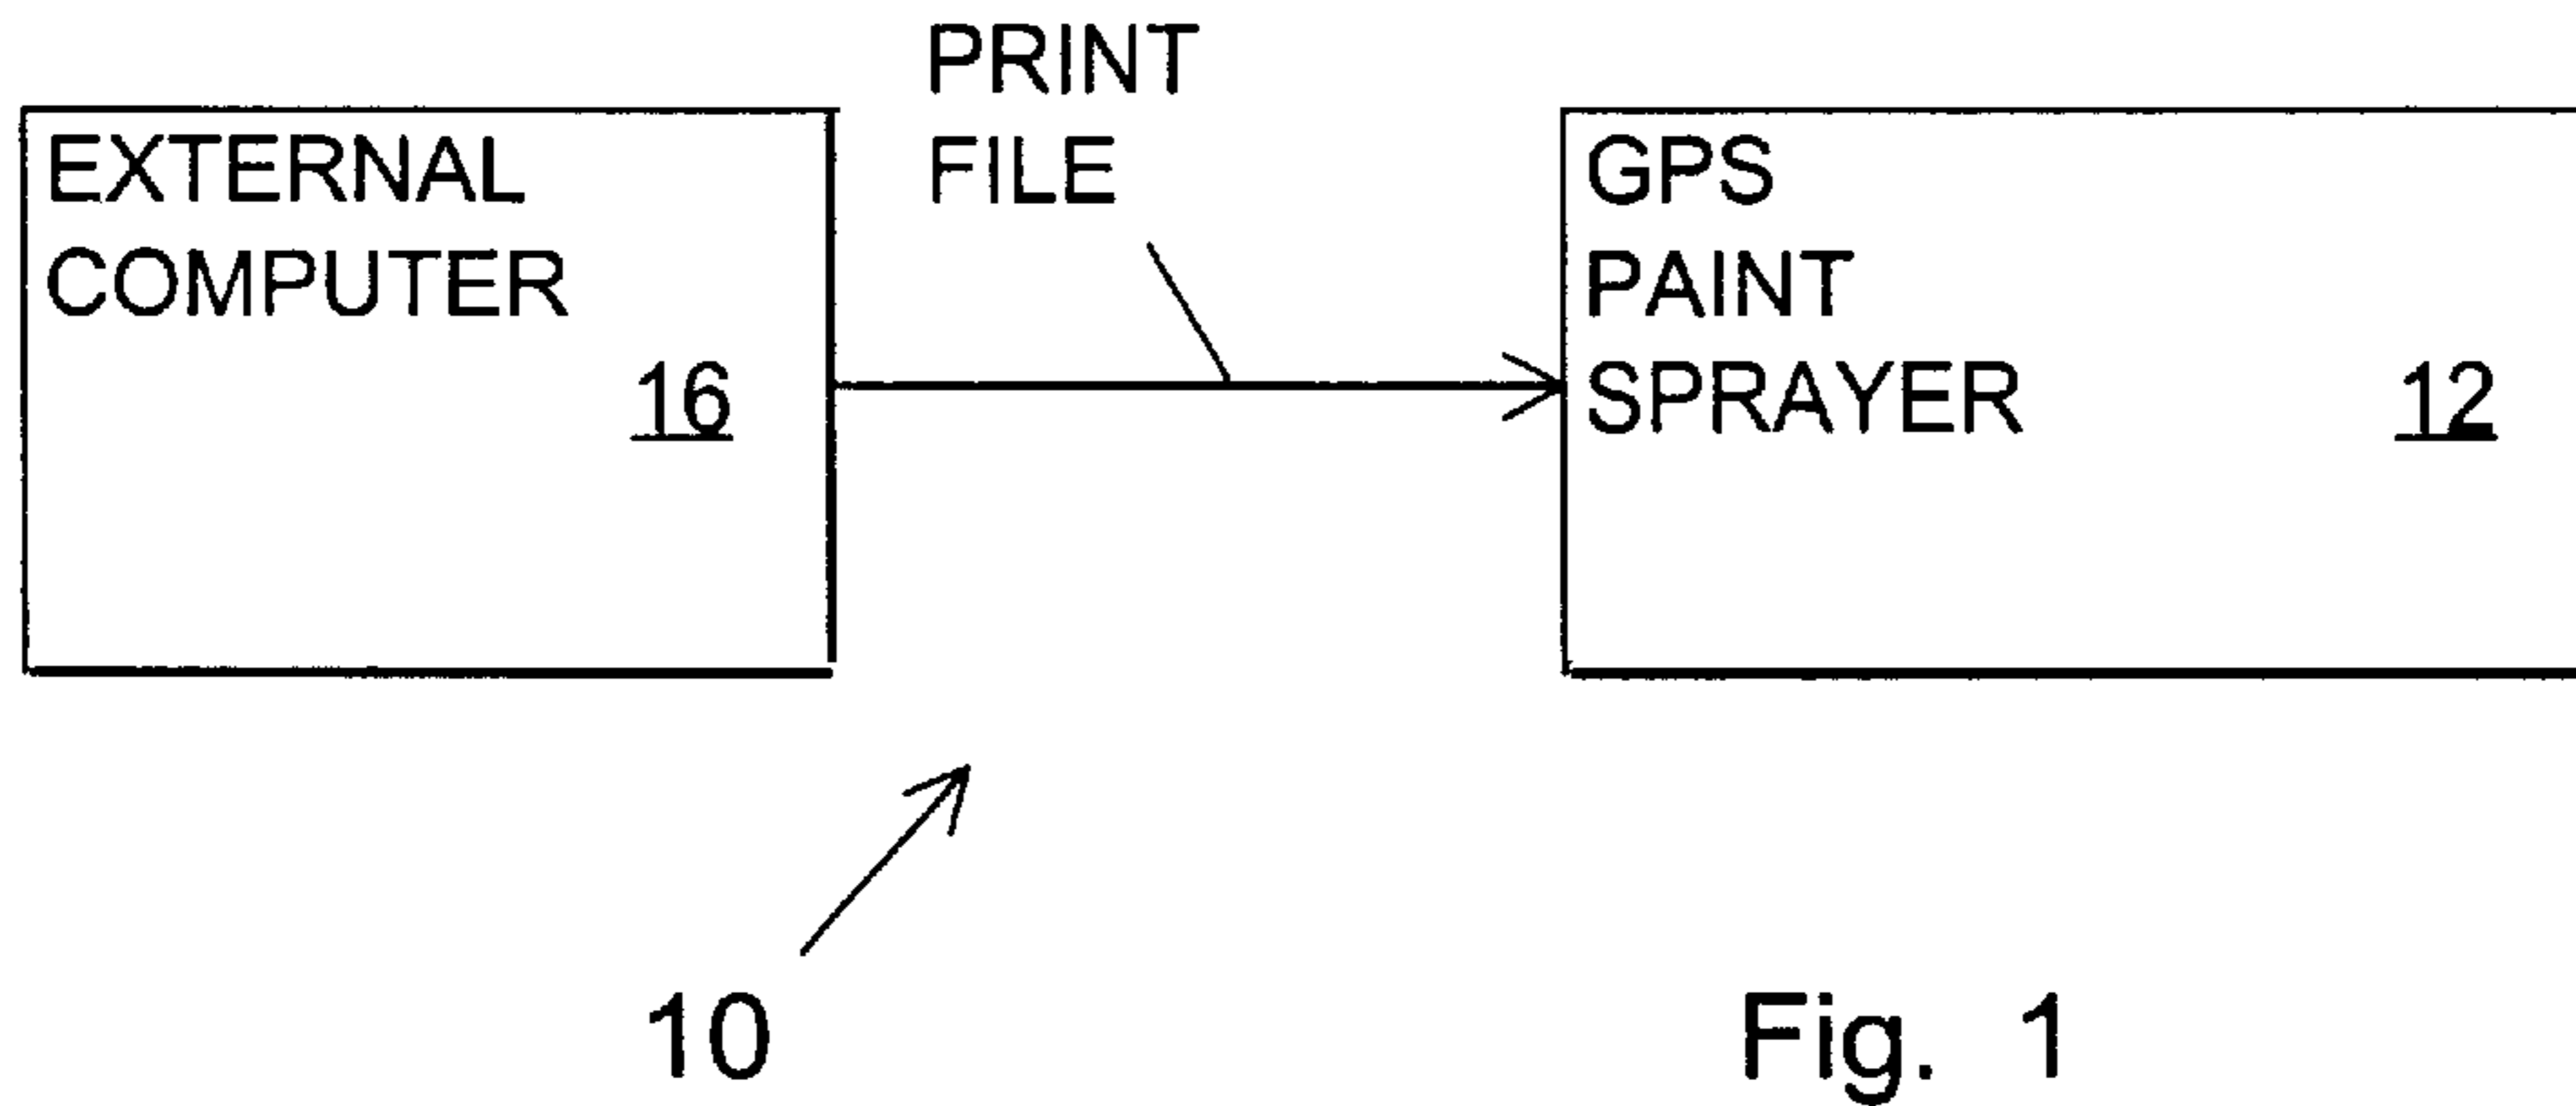 PRINT
FILE
EXTERNAL
COMPUTER
16
GPS
PAINT
SPRAYER
12
10
Fig. 1